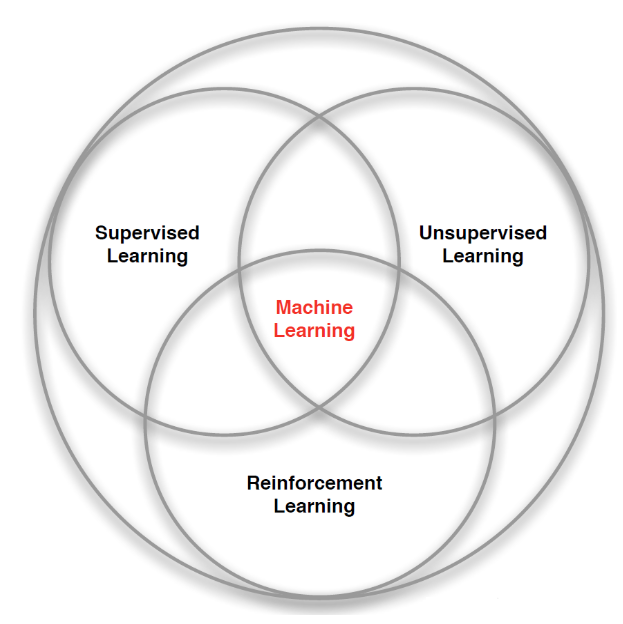 Supervised
Learning
Unsupervised
Learning
Machine
Learning
Reinforcement
Learning